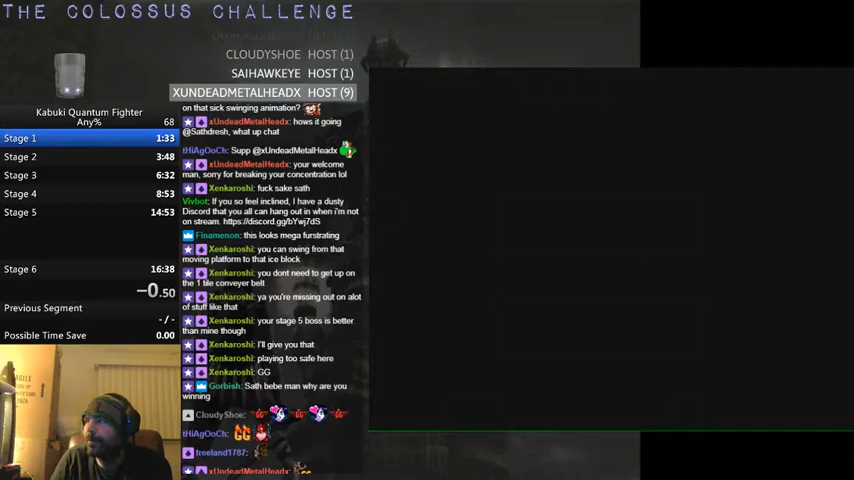 THE COLOSSUS CHALLENGE
CLOUDYSHOE HOST (1)
SAIHAWKEYE HOST (1)
XUNDEADMETALHEADX HOST (9)
Kabuki Quantum Fighter
Any% 68
Stage 1 1:33
Stage 2 3:48
Stage 3 6:32
Stage 4 8:53
Stage 5 14:53
Stage 6 16:38
−0.50
Previous Segment
- / -
Possible Time Save 0.00
on that sick swinging animation?
xUndeadMetalHeadx: hows it going
@Sathdresh, what up chat
tHiAgOoCh: Supp @xUndeadMetalHeadx
xUndeadMetalHeadx: your welcome
man, sorry for breaking your concentration lol
Xenkaroshi: fuck sake sath
Vivbot: If you so feel inclined, I have a dusty
Discord that you all can hang out in when i'm not
on stream. https://discord.gg/bYwj7dS
Finamenon: this looks mega furstrating
Xenkaroshi: you can swing from that
moving platform to that ice block
Xenkaroshi: you dont need to get up on
the 1 tile conveyer belt
Xenkaroshi: ya you're missing out on alot
of stuff like that
Xenkaroshi: your stage 5 boss is better
than mine though
Xenkaroshi: I'll give you that
Xenkaroshi: playing too safe here
Xenkaroshi: GG
Gorbish: Sath bebe man why are you
winning
CloudyShoe:
tHiAgOoCh: GG
freeland1787:
xUndeadMetalHeadx: